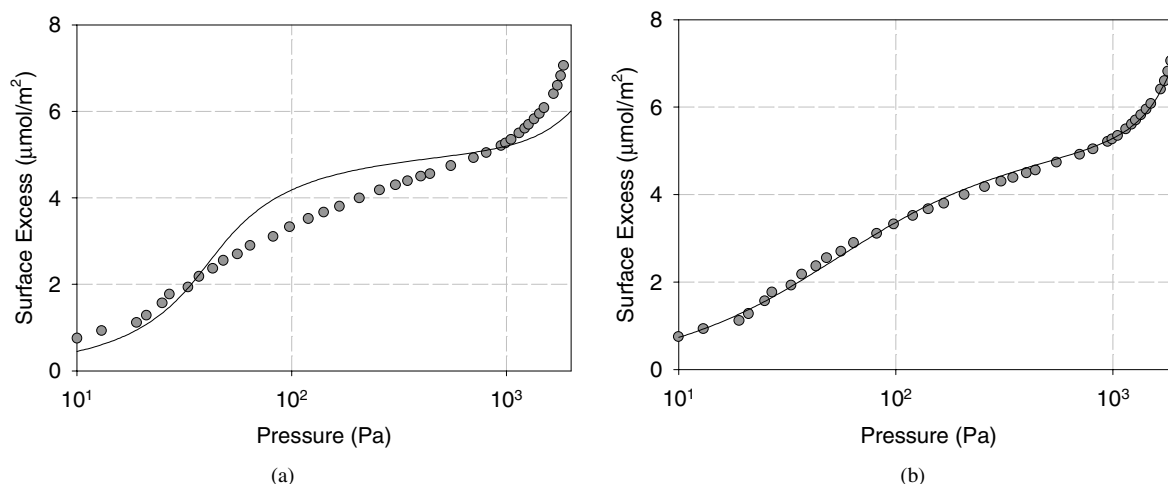 8
6
4
2
0
Surface Excess (μmol/m²)
10¹ 10² 10³
Pressure (Pa)
(a)
8
6
4
2
0
Surface Excess (μmol/m²)
10¹ 10² 10³
Pressure (Pa)
(b)